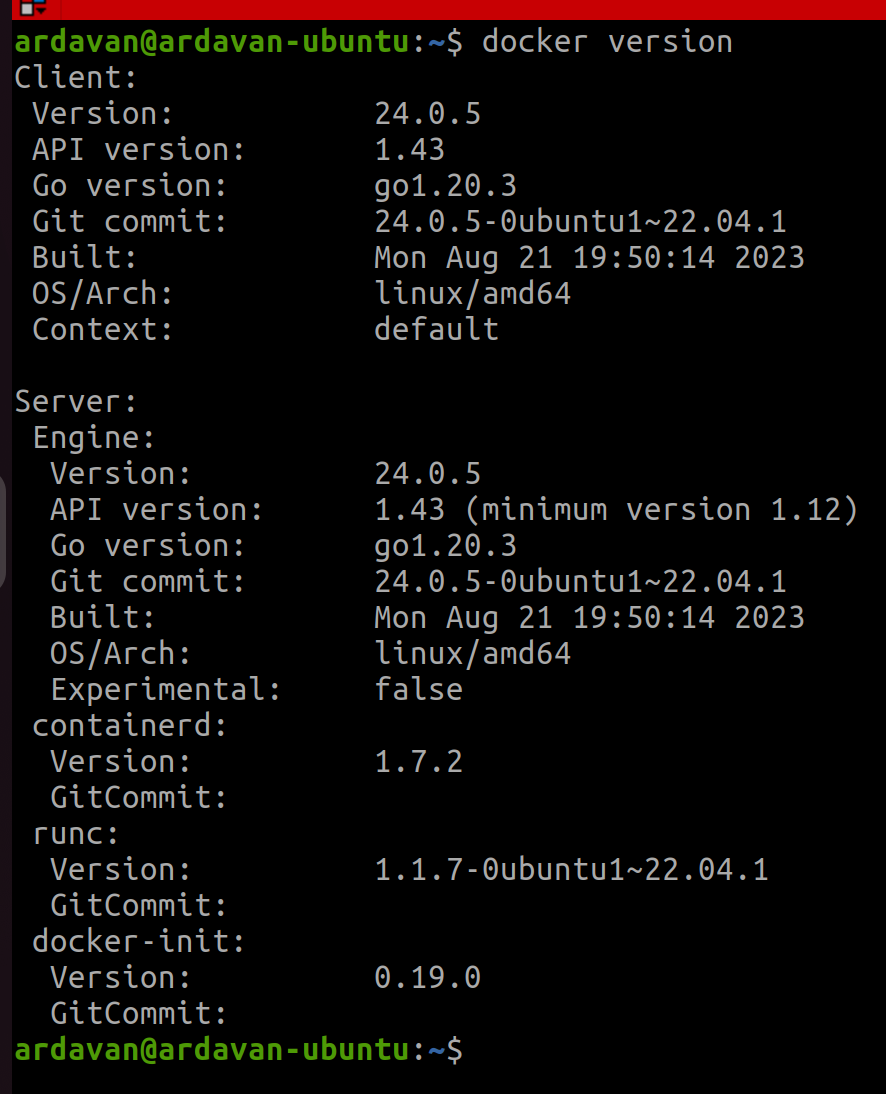 ardavan@ardavan-ubuntu:~$ docker version
Client:
 Version:           24.0.5
 API version:       1.43
 Go version:        go1.20.3
 Git commit:        24.0.5-0ubuntu1~22.04.1
 Built:             Mon Aug 21 19:50:14 2023
 OS/Arch:           linux/amd64
 Context:           default

Server:
 Engine:
  Version:          24.0.5
  API version:      1.43 (minimum version 1.12)
  Go version:       go1.20.3
  Git commit:       24.0.5-0ubuntu1~22.04.1
  Built:            Mon Aug 21 19:50:14 2023
  OS/Arch:          linux/amd64
  Experimental:     false
 containerd:
  Version:          1.7.2
  GitCommit:
 runc:
  Version:          1.1.7-0ubuntu1~22.04.1
  GitCommit:
 docker-init:
  Version:          0.19.0
  GitCommit:
ardavan@ardavan-ubuntu:~$